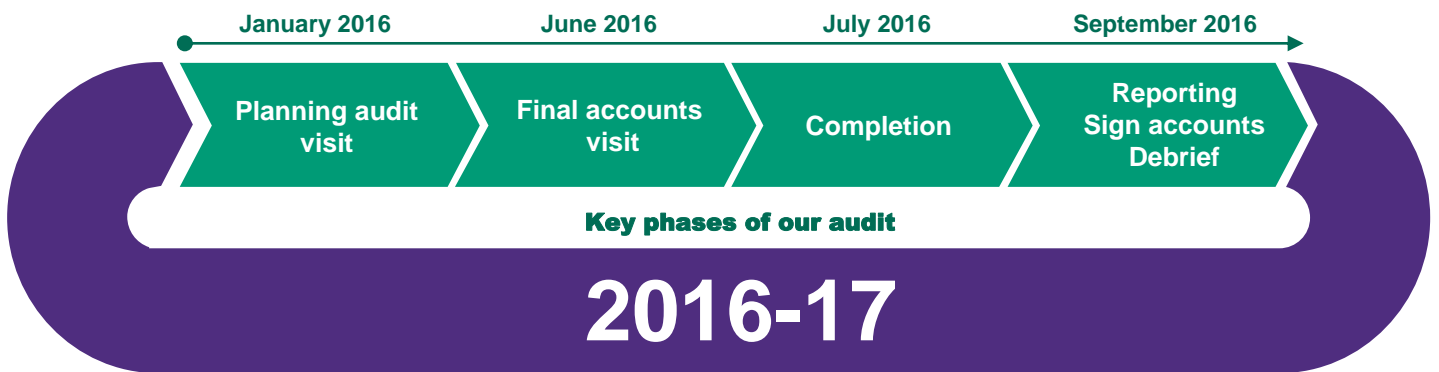 January 2016
June 2016
July 2016
September 2016
Planning audit
visit
Final accounts
visit
Completion
Reporting
Sign accounts
Debrief
Key phases of our audit
2016-17